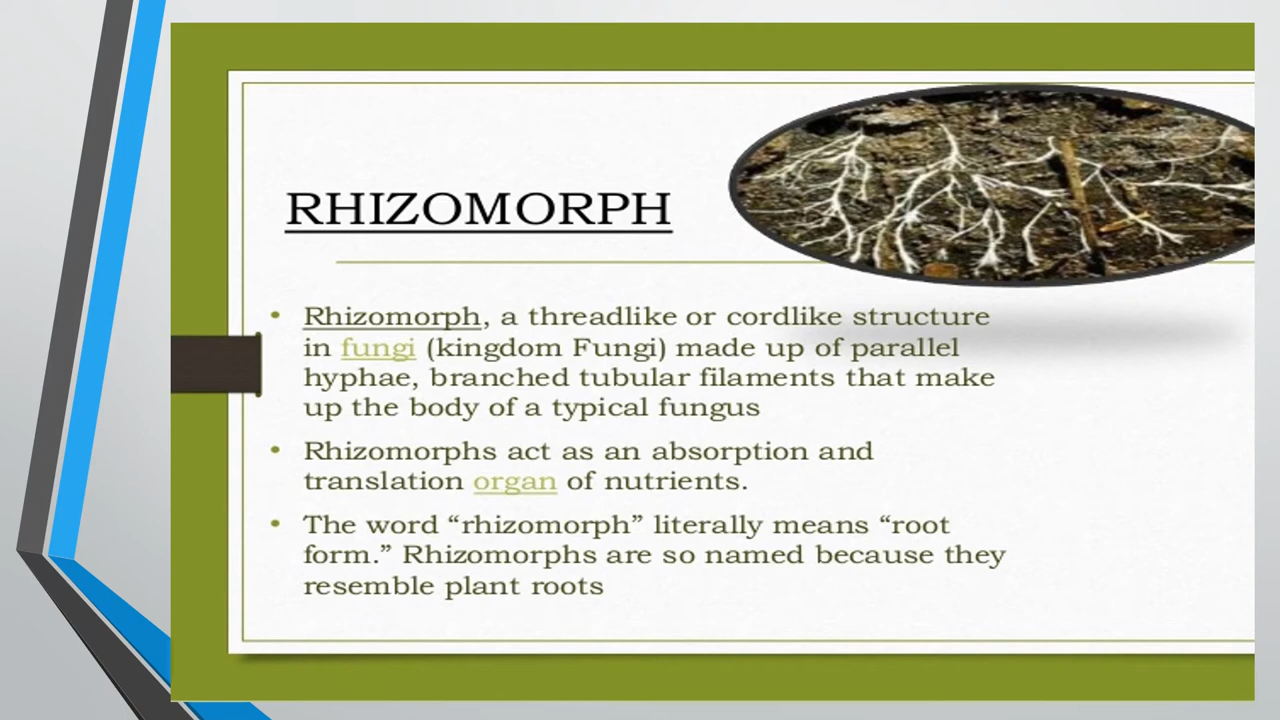 RHIZOMORPH
• Rhizomorph, a threadlike or cordlike structure
in fungi (kingdom Fungi) made up of parallel
hyphae, branched tubular filaments that make
up the body of a typical fungus
• Rhizomorphs act as an absorption and
translation organ of nutrients.
• The word “rhizomorph” literally means “root
form.” Rhizomorphs are so named because they
resemble plant roots